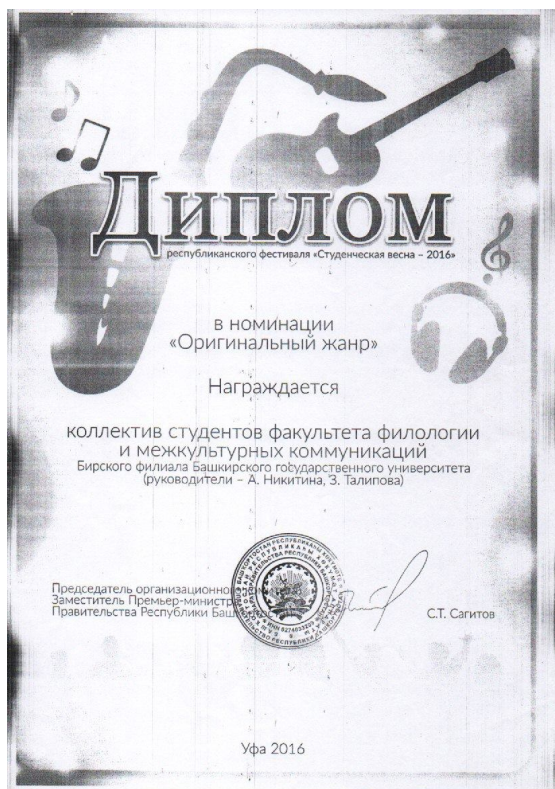 Диплом
республиканского фестиваля «Студенческая весна – 2016»
в номинации
«Оригинальный жанр»
Награждается
коллектив студентов факультета филологии
и межкультурных коммуникаций
Бирского филиала Башкирского государственного университета
(руководители – А. Никитина, З. Талипова)
Председатель
Заместитель Премьер-министра
Правительства Республики
С.Т. Сагитов
Уфа 2016